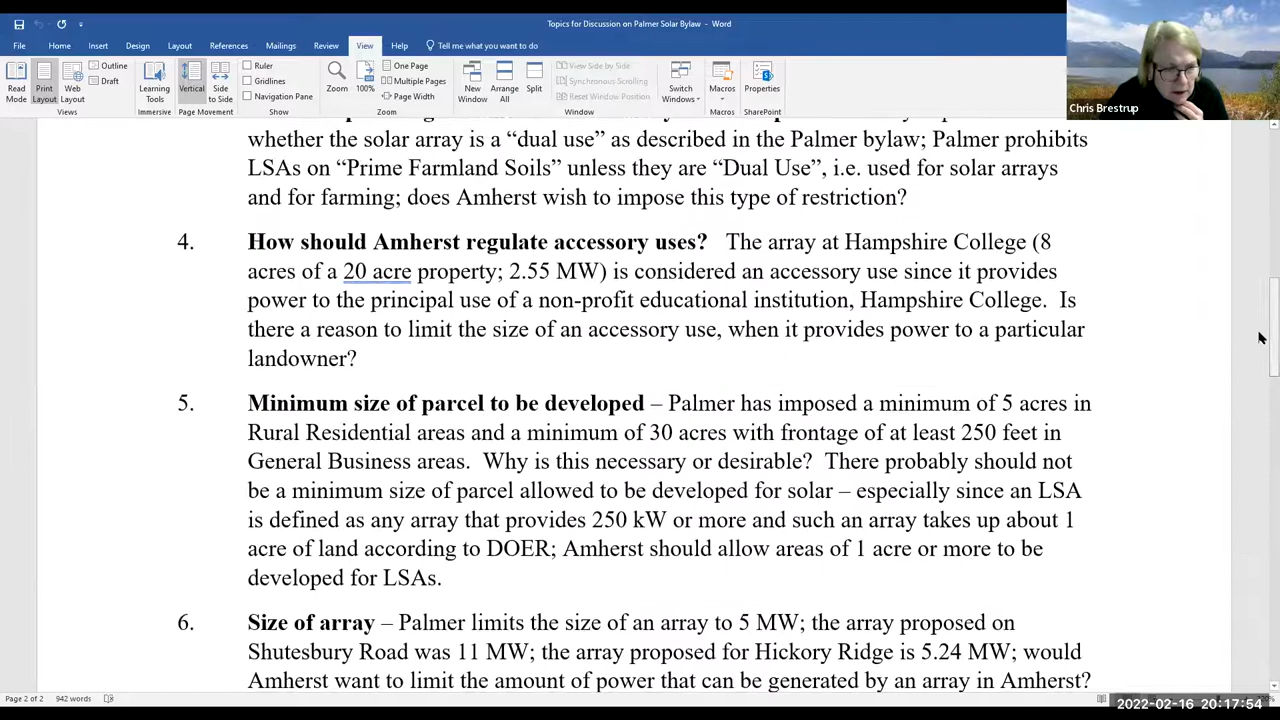 Topics for Discussion on Palmer Solar Bylaw - Word
File Home Insert Design Layout References Mailings Review View Help Tell me what you want to do
Read Mode
Print Layout
Web Layout
Outline
Draft
Views
Learning Tools
Immersive
Vertical
Side to Side
Page Movement
Ruler
Gridlines
Navigation Pane
Show
Zoom
100%
One Page
Multiple Pages
Page Width
Zoom
New Window
Arrange All
Split
View Side by Side
Synchronous Scrolling
Reset Window Position
Window
Switch Windows
Macros
Macros
Properties
SharePoint
Chris Brestrup
whether the solar array is a “dual use” as described in the Palmer bylaw; Palmer prohibits
LSAs on “Prime Farmland Soils” unless they are “Dual Use”, i.e. used for solar arrays
and for farming; does Amherst wish to impose this type of restriction?
4. How should Amherst regulate accessory uses? The array at Hampshire College (8
acres of a 20 acre property; 2.55 MW) is considered an accessory use since it provides
power to the principal use of a non-profit educational institution, Hampshire College. Is
there a reason to limit the size of an accessory use, when it provides power to a particular
landowner?
5. Minimum size of parcel to be developed – Palmer has imposed a minimum of 5 acres in
Rural Residential areas and a minimum of 30 acres with frontage of at least 250 feet in
General Business areas. Why is this necessary or desirable? There probably should not
be a minimum size of parcel allowed to be developed for solar – especially since an LSA
is defined as any array that provides 250 kW or more and such an array takes up about 1
acre of land according to DOER; Amherst should allow areas of 1 acre or more to be
developed for LSAs.
6. Size of array – Palmer limits the size of an array to 5 MW; the array proposed on
Shutesbury Road was 11 MW; the array proposed for Hickory Ridge is 5.24 MW; would
Amherst want to limit the amount of power that can be generated by an array in Amherst?
Page 2 of 2 942 words
2022-02-16 20:17:54